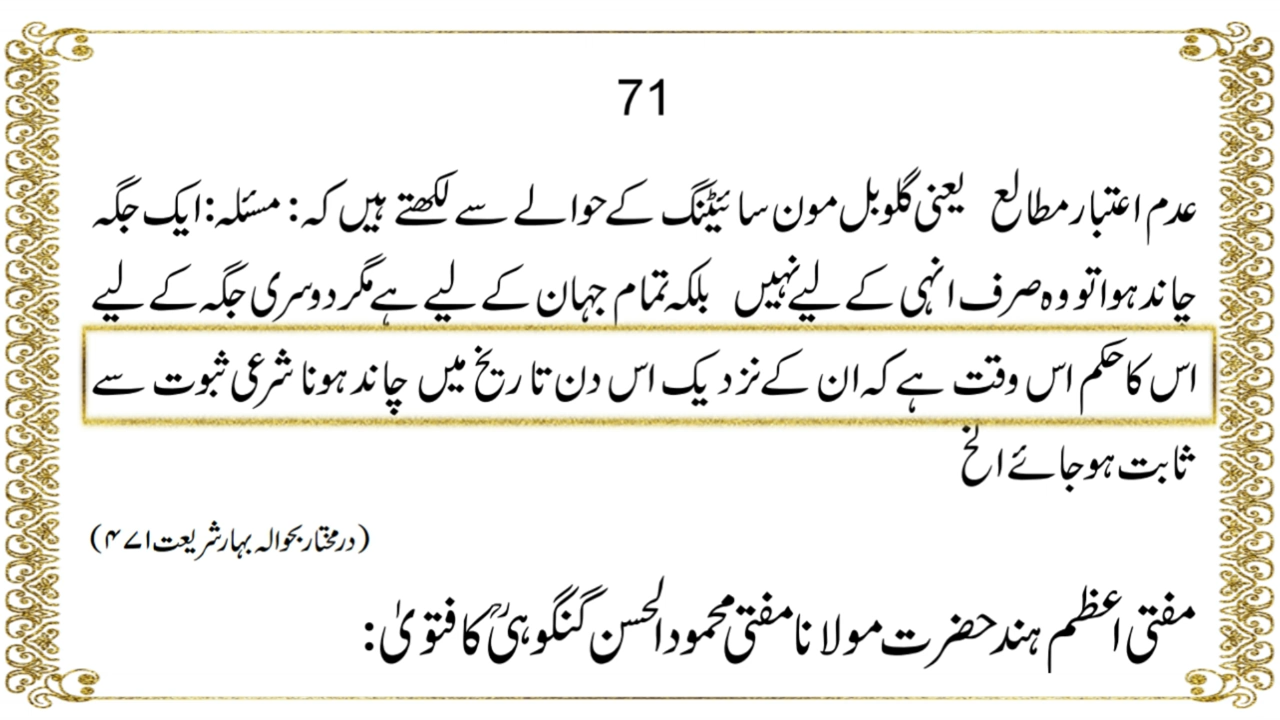 71
عدم اعتبار مطالع یعنی گلوبل مون سائیٹنگ کے حوالے سے لکھتے ہیں کہ: مسئلہ: ایک جگہ
چاند ہوا تو وہ صرف انہی کے لیے نہیں بلکہ تمام جہان کے لیے ہے مگر دوسری جگہ کے لیے
اس کا حکم اس وقت ہے کہ ان کے نزدیک اس دن تاریخ میں چاند ہونا شرعی ثبوت سے
ثابت ہو جائے الخ
(درمختار بحوالہ بہار شریعت ۴۷۱)
مفتی اعظم ہند حضرت مولانا مفتی محمود الحسن گنگوہیؒ کا فتویٰ: